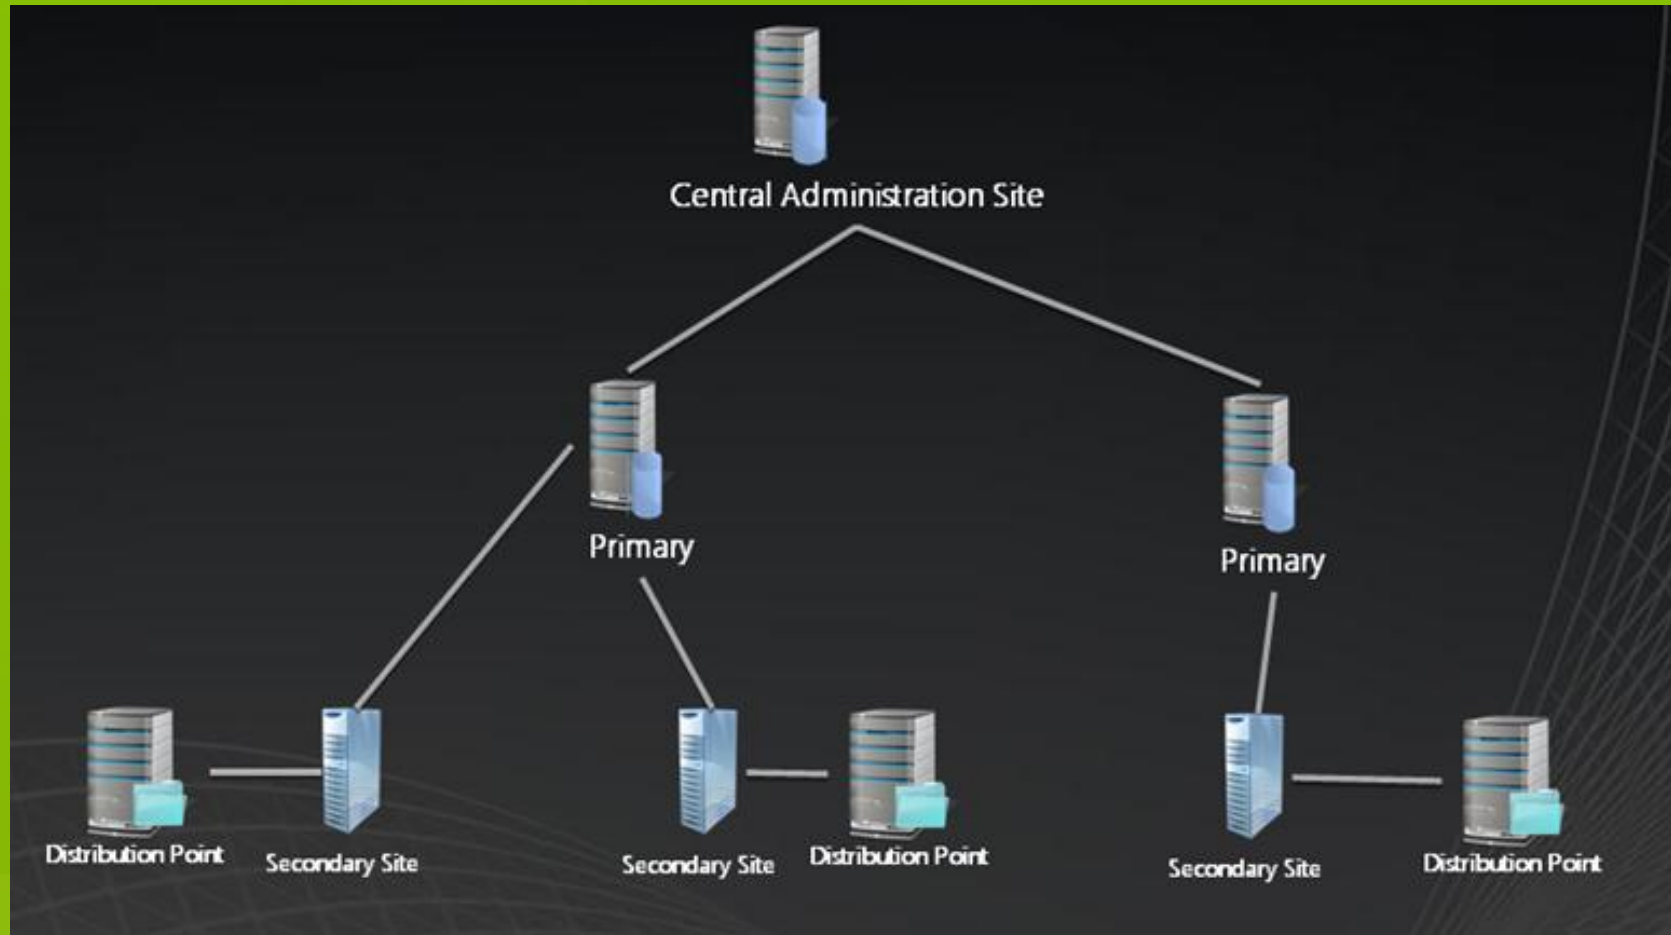 Central Administration Site
Primary
Primary
Distribution Point
Secondary Site
Secondary Site
Distribution Point
Secondary Site
Distribution Point